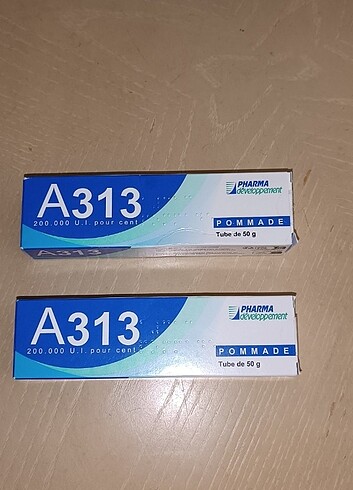 A313
200.000 U.I. pour cent
PHARMA
développement
POMMADE
Tube de 50 g
A313
A313
200.000 U.I. pour cent
PHARMA
développement
POMMADE
Tube de 50 g